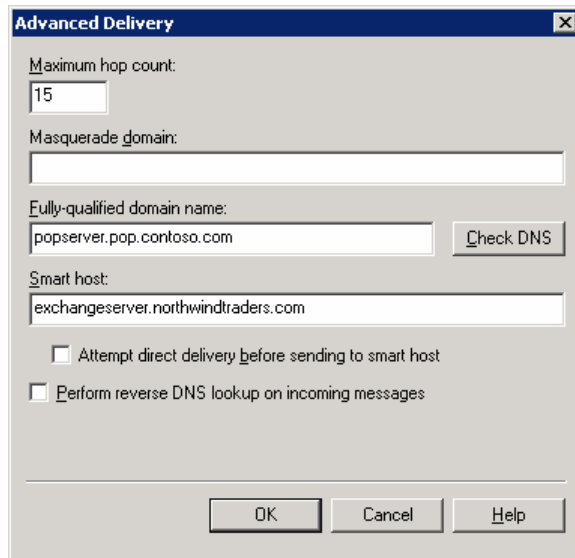 Advanced Delivery
Maximum hop count:
15
Masquerade domain:
Fully-qualified domain name:
popserver.pop.contoso.com
Check DNS
Smart host:
exchangeserver.northwindtraders.com
Attempt direct delivery before sending to smart host
Perform reverse DNS lookup on incoming messages
OK Cancel Help